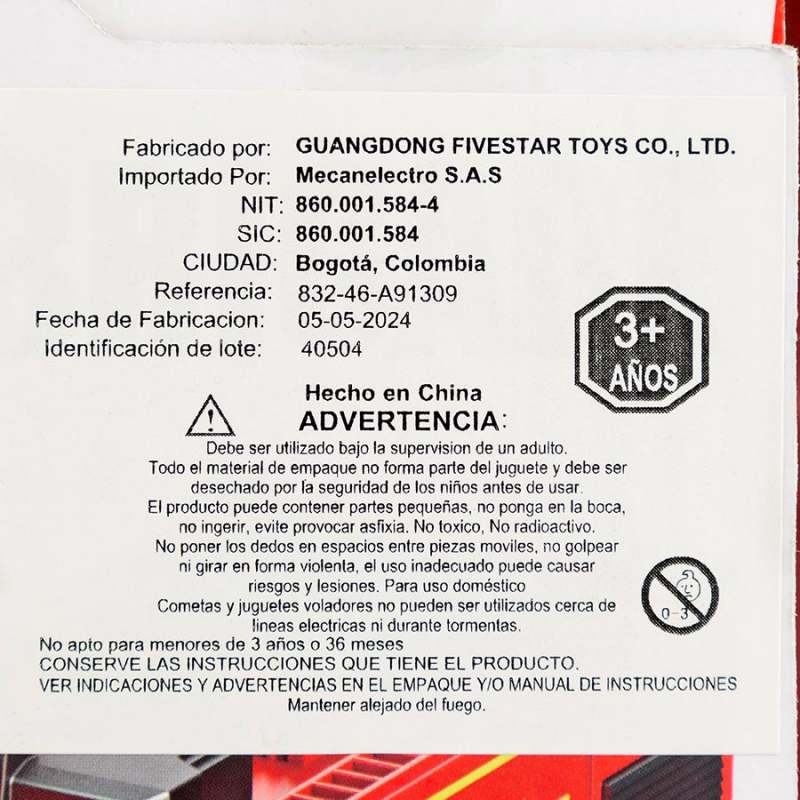 Fabricado por: GUANGDONG FIVESTAR TOYS CO., LTD.
Importado Por: Mecanelectro S.A.S
NIT: 860.001.584-4
SIC: 860.001.584
CIUDAD: Bogotá, Colombia
Referencia: 832-46-A91309
Fecha de Fabricacion: 05-05-2024
Identificación de lote: 40504
3+
AÑOS
Hecho en China
ADVERTENCIA:
Debe ser utilizado bajo la supervision de un adulto.
Todo el material de empaque no forma parte del juguete y debe ser
desechado por la seguridad de los niños antes de usar.
El producto puede contener partes pequeñas, no ponga en la boca,
no ingerir, evite provocar asfixia. No toxico, No radioactivo.
No poner los dedos en espacios entre piezas moviles, no golpear
ni girar en forma violenta, el uso inadecuado puede causar
riesgos y lesiones. Para uso doméstico
Cometas y juguetes voladores no pueden ser utilizados cerca de
lineas electricas ni durante tormentas.
0-3
No apto para menores de 3 años o 36 meses
CONSERVE LAS INSTRUCCIONES QUE TIENE EL PRODUCTO.
VER INDICACIONES Y ADVERTENCIAS EN EL EMPAQUE Y/O MANUAL DE INSTRUCCIONES
Mantener alejado del fuego.